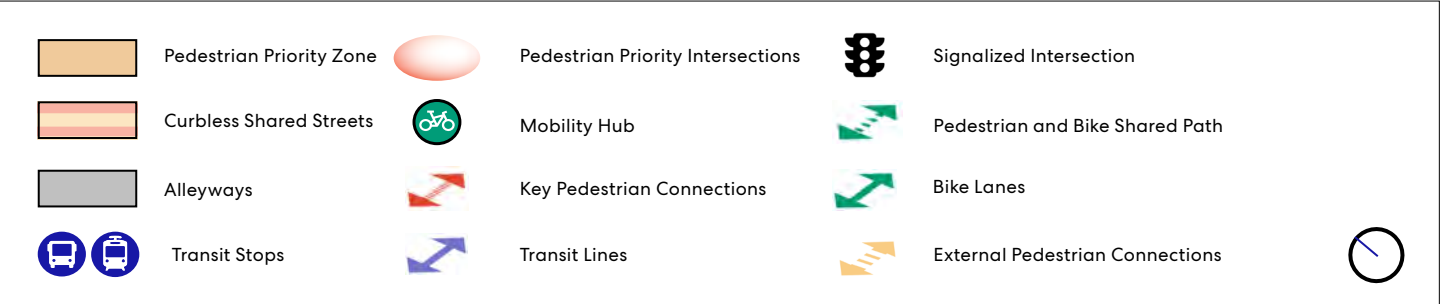 Pedestrian Priority Zone
Pedestrian Priority Intersections
Signalized Intersection
Curbless Shared Streets
Mobility Hub
Pedestrian and Bike Shared Path
Alleyways
Key Pedestrian Connections
Bike Lanes
Transit Stops
Transit Lines
External Pedestrian Connections